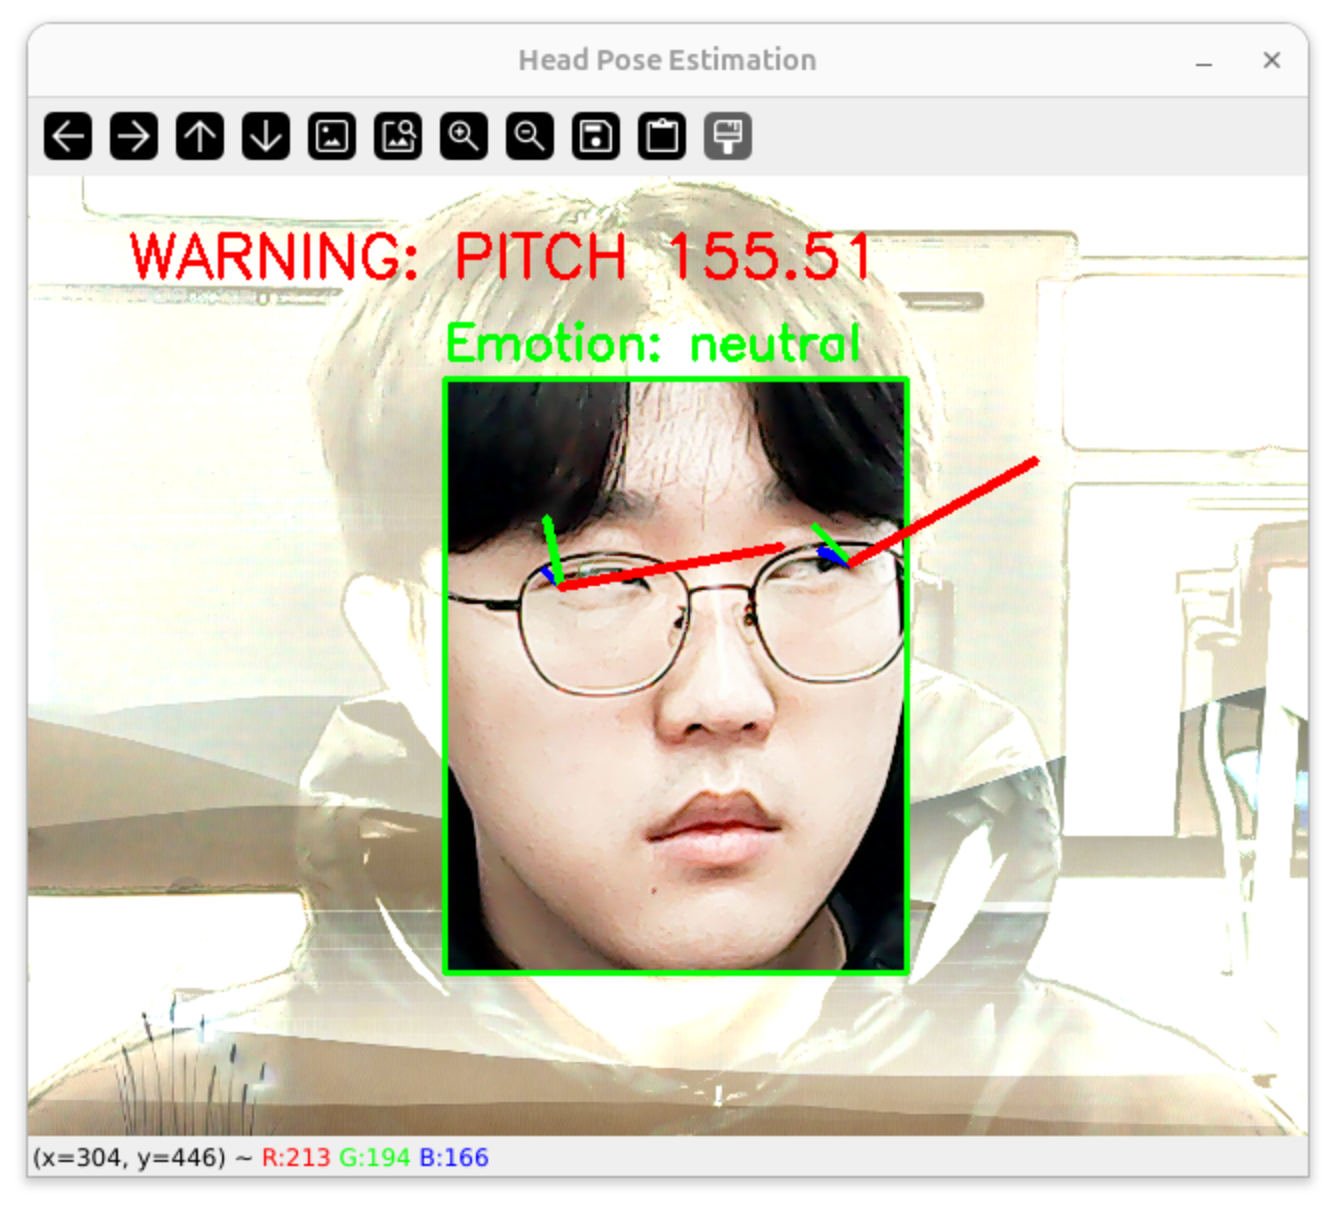 Head Pose Estimation
WARNING: PITCH 155.51
Emotion: neutral
(x=304, y=446) ~ R:213 G:194 B:166